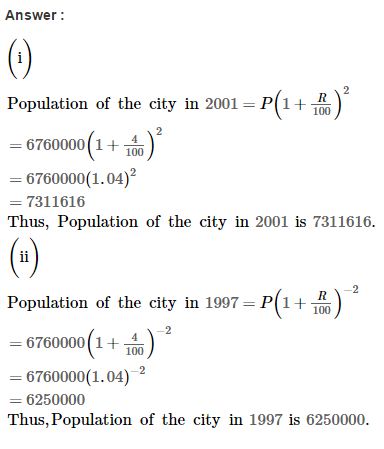 Answer :
(i)
Population of the city in 2001 = P(1 + R/100)^2
= 6760000(1 + 4/100)^2
= 6760000(1.04)^2
= 7311616
Thus, Population of the city in 2001 is 7311616.
(ii)
Population of the city in 1997 = P(1 + R/100)^-2
= 6760000(1 + 4/100)^-2
= 6760000(1.04)^-2
= 6250000
Thus,Population of the city in 1997 is 6250000.